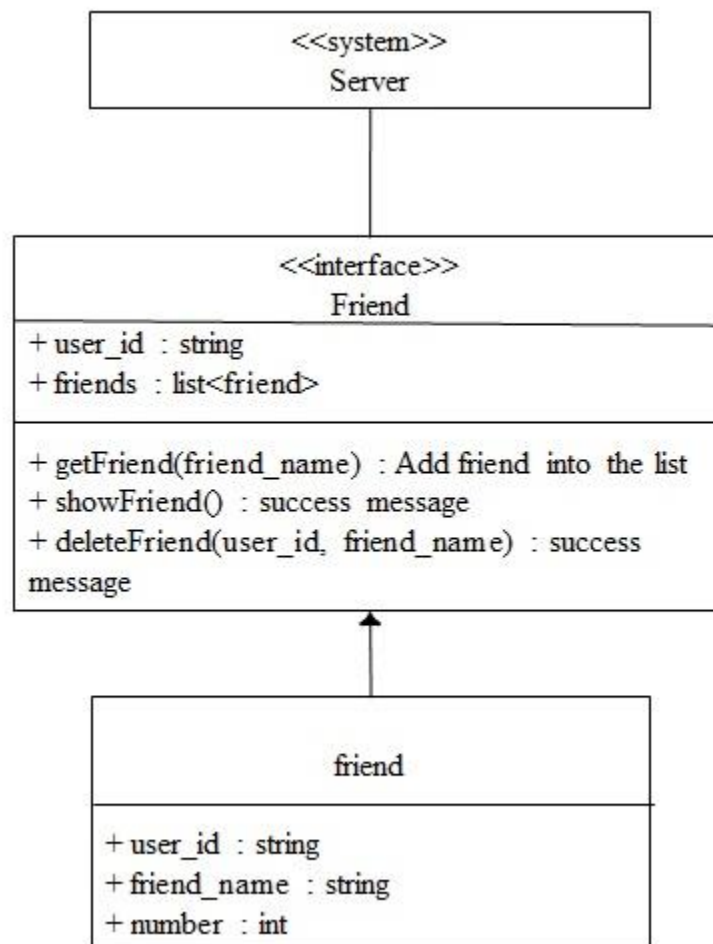 <<system>>
Server
<<interface>>
Friend
+ user_id : string
+ friends : list<friend>
+ getFriend(friend_name) : Add friend into the list
+ showFriend() : success message
+ deleteFriend(user_id, friend_name) : success
message
friend
+ user_id : string
+ friend_name : string
+ number : int